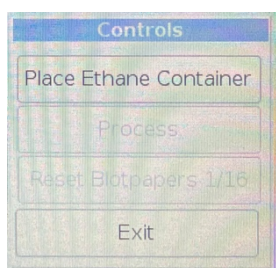 Controls
Place Ethane Container
Process.
Reset Blotpapers 1/16
Exit